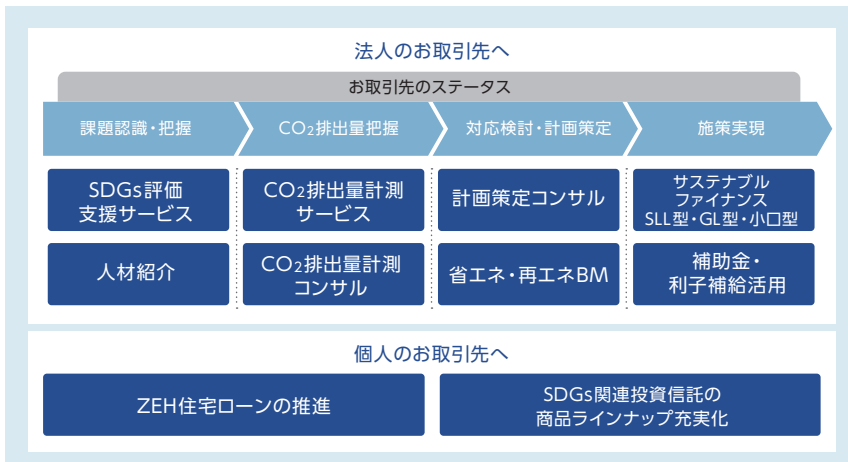 法人のお取引先へ
お取引先のステータス
課題認識・把握
CO₂排出量把握
対応検討・計画策定
施策実現
SDGs評価
支援サービス
CO₂排出量計測
サービス
計画策定コンサル
サステナブル
ファイナンス
SLL型・GL型・小口型
人材紹介
CO₂排出量計測
コンサル
省エネ・再エネBM
補助金・
利子補給活用
個人のお取引先へ
ZEH住宅ローンの推進
SDGs関連投資信託の
商品ラインナップ充実化